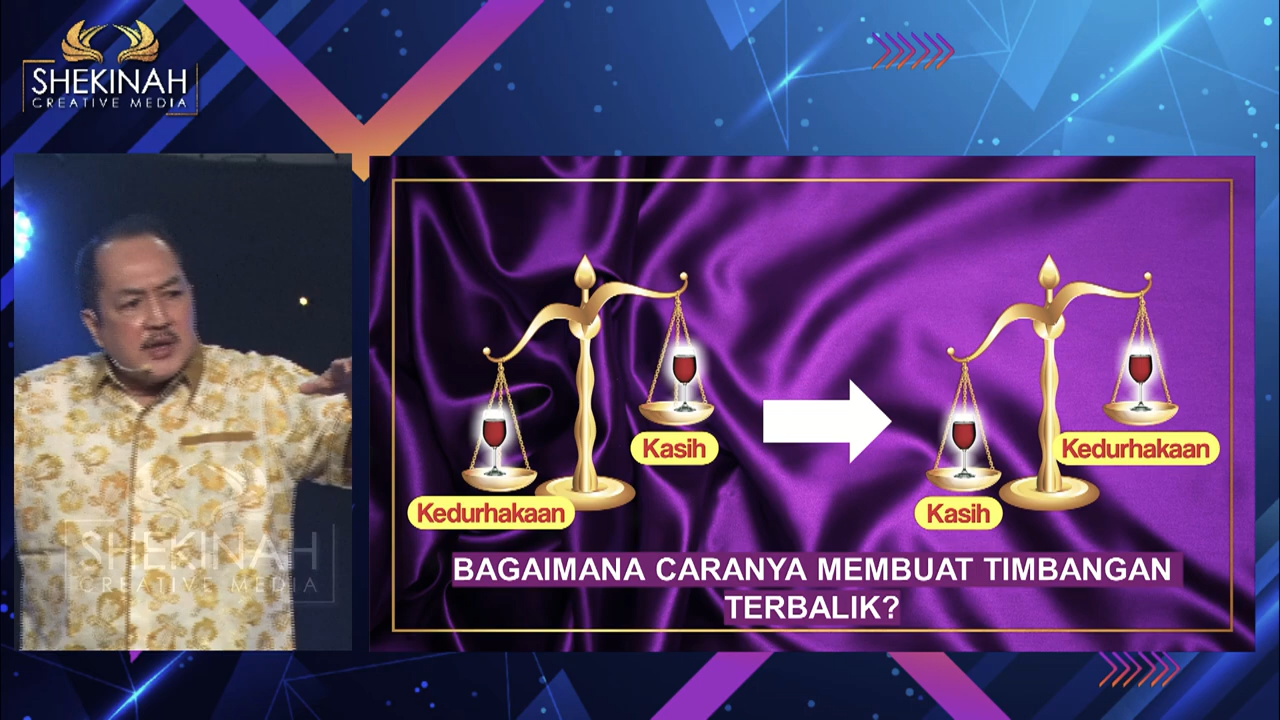 SHEKINAH
CREATIVE MEDIA
Kasih
Kedurhakaan
Kedurhakaan
Kasih
BAGAIMANA CARANYA MEMBUAT TIMBANGAN
TERBALIK?
SHEKINAH
CREATIVE MEDIA